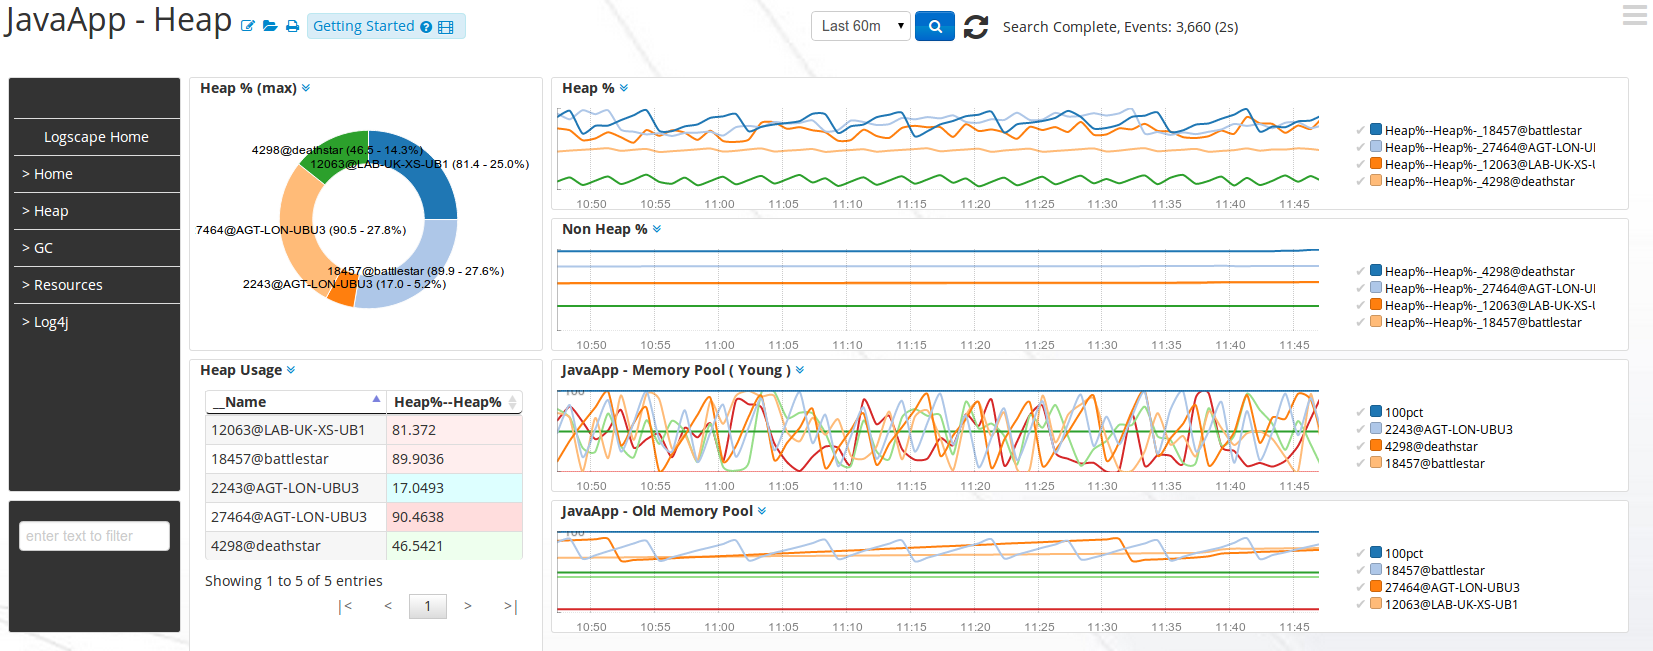 JavaApp - Heap
Getting Started
Last 60m
Search Complete, Events: 3,660 (2s)
Logscape Home
> Home
> Heap
> GC
> Resources
> Log4j
enter text to filter
Heap % (max)
4298@deathstar (46.5 - 14.3%)
12063@LAB-UK-XS-UB1 (81.4 - 25.0%)
7464@AGT-LON-UBU3 (90.5 - 27.8%)
18457@battlestar (89.9 - 27.6%)
2243@AGT-LON-UBU3 (17.0 - 5.2%)
Heap Usage
__Name Heap%--Heap%
12063@LAB-UK-XS-UB1 81.372
18457@battlestar 89.9036
2243@AGT-LON-UBU3 17.0493
27464@AGT-LON-UBU3 90.4638
4298@deathstar 46.5421
Showing 1 to 5 of 5 entries
|< < 1 > >|
Heap %
Heap%--Heap%-_18457@battlestar
Heap%--Heap%-_27464@AGT-LON-UI
Heap%--Heap%-_12063@LAB-UK-XS-U
Heap%--Heap%-_4298@deathstar
10:50 10:55 11:00 11:05 11:10 11:15 11:20 11:25 11:30 11:35 11:40 11:45
Non Heap %
Heap%--Heap%-_4298@deathstar
Heap%--Heap%-_27464@AGT-LON-UI
Heap%--Heap%-_12063@LAB-UK-XS-U
Heap%--Heap%-_18457@battlestar
10:50 10:55 11:00 11:05 11:10 11:15 11:20 11:25 11:30 11:35 11:40 11:45
JavaApp - Memory Pool ( Young )
100
100pct
2243@AGT-LON-UBU3
4298@deathstar
18457@battlestar
10:50 10:55 11:00 11:05 11:10 11:15 11:20 11:25 11:30 11:35 11:40 11:45
JavaApp - Old Memory Pool
100
100pct
18457@battlestar
27464@AGT-LON-UBU3
12063@LAB-UK-XS-UB1
10:50 10:55 11:00 11:05 11:10 11:15 11:20 11:25 11:30 11:35 11:40 11:45